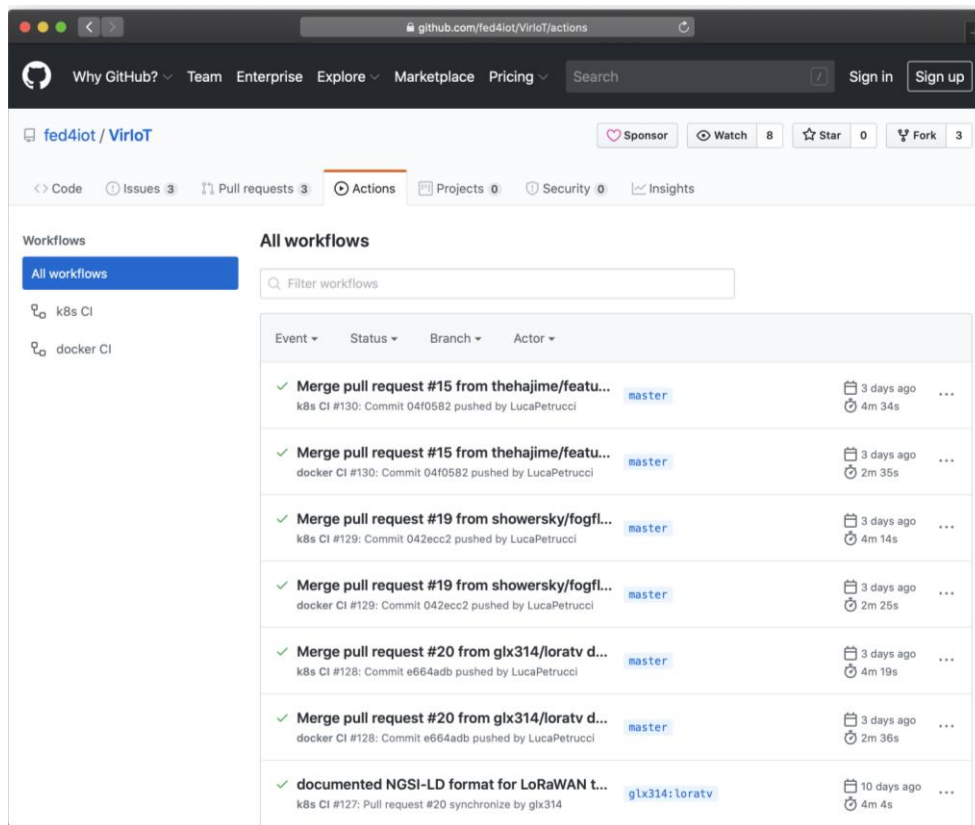 github.com/fed4iot/VirIoT/actions
Why GitHub? Team Enterprise Explore Marketplace Pricing Search / Sign in Sign up
fed4iot / VirIoT Sponsor Watch 8 Star 0 Fork 3
Code Issues 3 Pull requests 3 Actions Projects 0 Security 0 Insights
Workflows
All workflows
k8s CI
docker CI
All workflows
Filter workflows
Event Status Branch Actor
Merge pull request #15 from thehajime/featu... master 3 days ago
k8s CI #130: Commit 04f0582 pushed by LucaPetrucci 4m 34s
Merge pull request #15 from thehajime/featu... master 3 days ago
docker CI #130: Commit 04f0582 pushed by LucaPetrucci 2m 35s
Merge pull request #19 from showersky/fogfl... master 3 days ago
k8s CI #129: Commit 042ecc2 pushed by LucaPetrucci 4m 14s
Merge pull request #19 from showersky/fogfl... master 3 days ago
docker CI #129: Commit 042ecc2 pushed by LucaPetrucci 2m 25s
Merge pull request #20 from glx314/loratv d... master 3 days ago
k8s CI #128: Commit e664adb pushed by LucaPetrucci 4m 19s
Merge pull request #20 from glx314/loratv d... master 3 days ago
docker CI #128: Commit e664adb pushed by LucaPetrucci 2m 36s
documented NGSI-LD format for LoRaWAN t... glx314:loratv 10 days ago
k8s CI #127: Pull request #20 synchronize by glx314 4m 4s